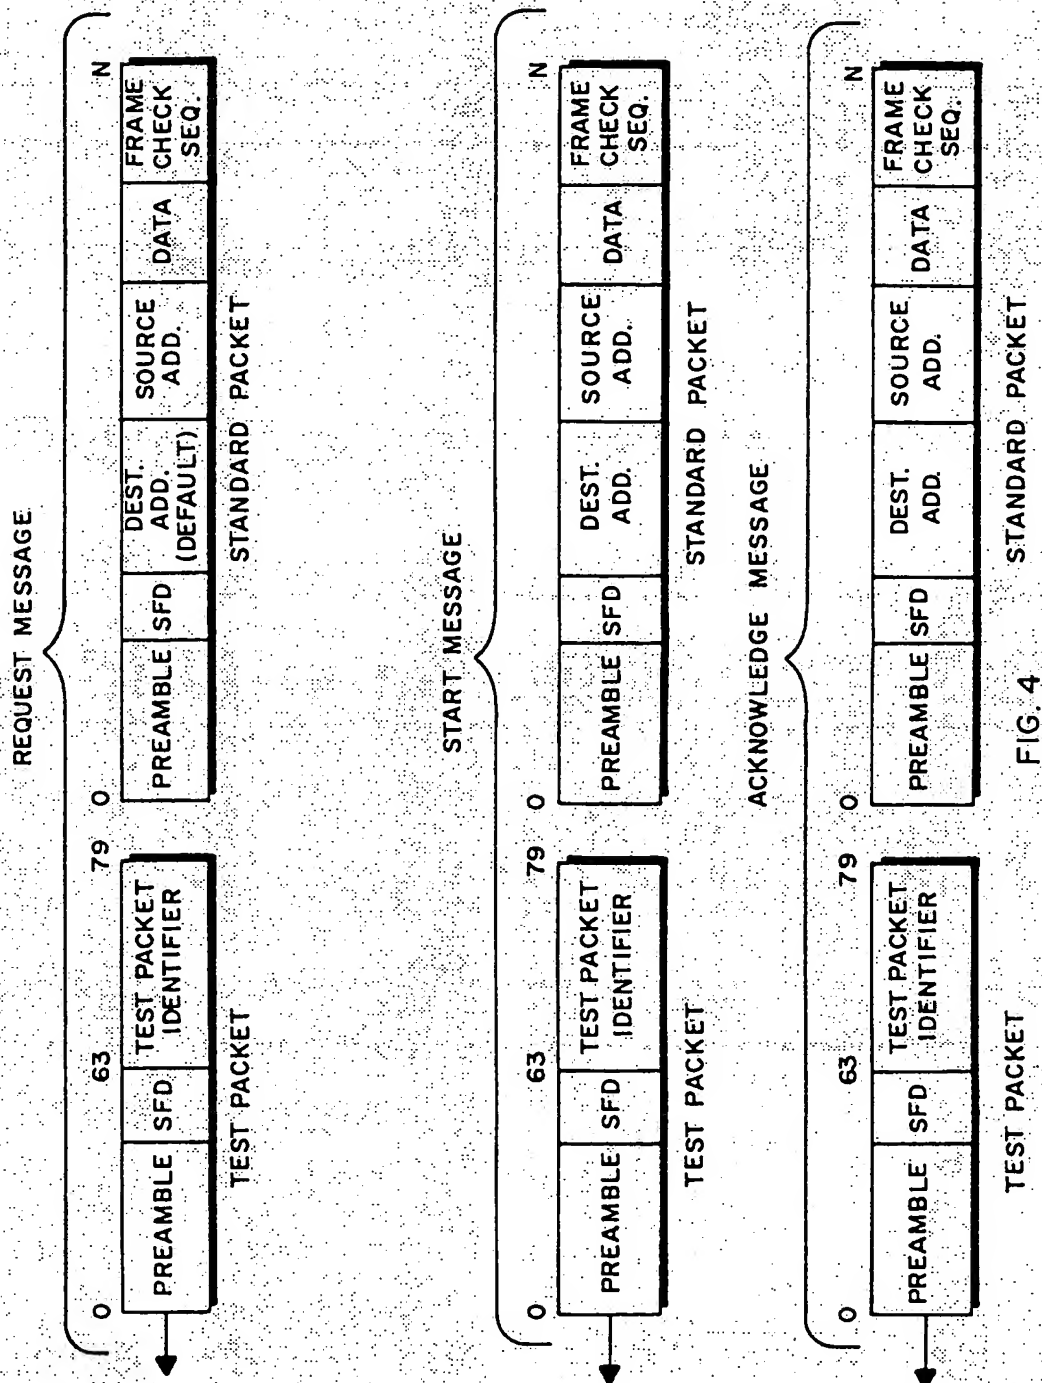 REQUEST MESSAGE
0 63 79 0 N
PREAMBLE SFD TEST PACKET IDENTIFIER PREAMBLE SFD DEST. ADD. (DEFAULT) SOURCE ADD. DATA FRAME CHECK SEQ.
TEST PACKET STANDARD PACKET
START MESSAGE
0 63 79 0 N
PREAMBLE SFD TEST PACKET IDENTIFIER PREAMBLE SFD DEST. ADD. SOURCE ADD. DATA FRAME CHECK SEQ.
TEST PACKET STANDARD PACKET
ACKNOWLEDGE MESSAGE
0 63 79 0 N
PREAMBLE SFD TEST PACKET IDENTIFIER PREAMBLE SFD DEST. ADD. SOURCE ADD. DATA FRAME CHECK SEQ.
TEST PACKET STANDARD PACKET
FIG. 4